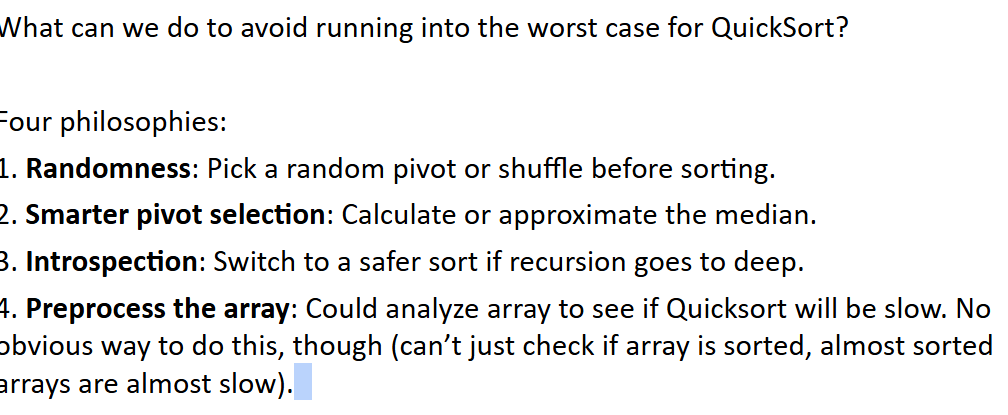 What can we do to avoid running into the worst case for QuickSort?
Four philosophies:
1. Randomness: Pick a random pivot or shuffle before sorting.
2. Smarter pivot selection: Calculate or approximate the median.
3. Introspection: Switch to a safer sort if recursion goes to deep.
4. Preprocess the array: Could analyze array to see if Quicksort will be slow. No
obvious way to do this, though (can’t just check if array is sorted, almost sorted
arrays are almost slow).